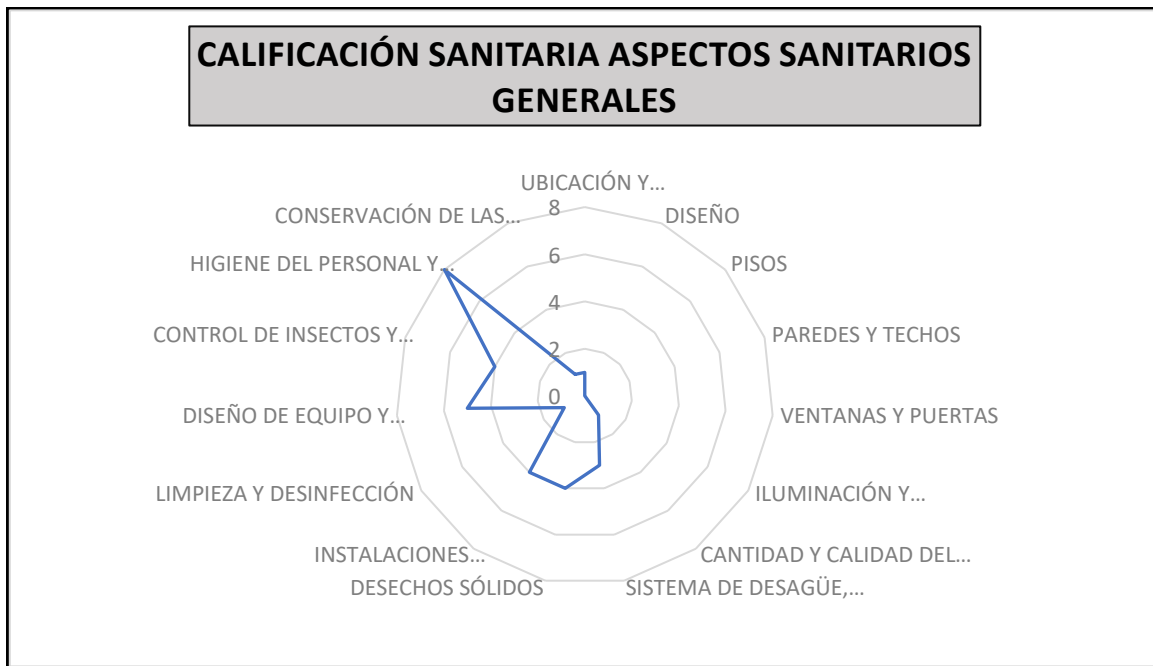 CALIFICACIÓN SANITARIA ASPECTOS SANITARIOS
GENERALES
UBICACIÓN Y...
DISEÑO
PISOS
PAREDES Y TECHOS
VENTANAS Y PUERTAS
ILUMINACIÓN Y...
CANTIDAD Y CALIDAD DEL...
SISTEMA DE DESAGÜE,...
DESECHOS SÓLIDOS
INSTALACIONES...
LIMPIEZA Y DESINFECCIÓN
DISEÑO DE EQUIPO Y...
CONTROL DE INSECTOS Y...
HIGIENE DEL PERSONAL Y...
CONSERVACIÓN DE LAS...
8
6
4
2
0